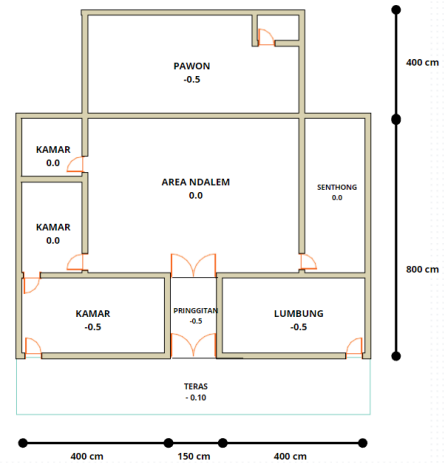 PAWON
-0.5
400 cm
KAMAR
0.0
AREA NDALEM
0.0
SENTHONG
0.0
KAMAR
0.0
800 cm
KAMAR
-0.5
PRINGGITAN
-0.5
LUMBUNG
-0.5
TERAS
- 0.10
400 cm
150 cm
400 cm